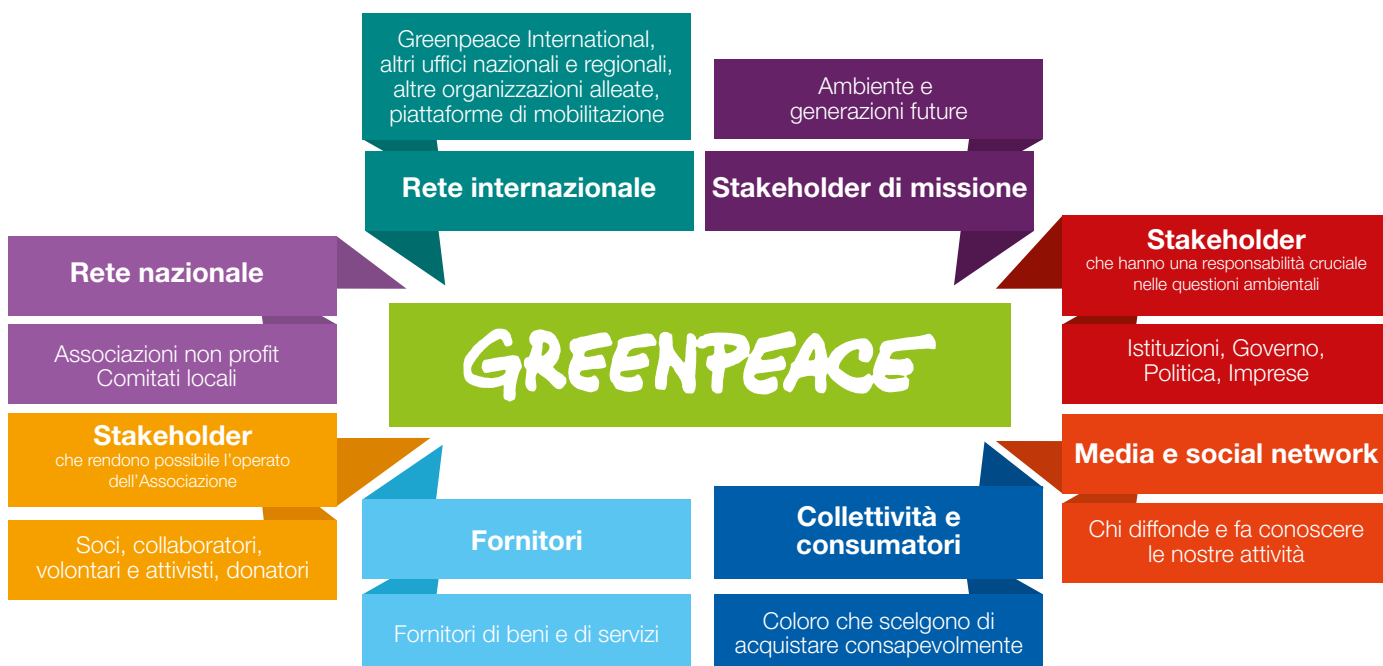 Greenpeace International,
altri uffici nazionali e regionali,
altre organizzazioni alleate,
piattaforme di mobilitazione
Rete internazionale
Ambiente e
generazioni future
Stakeholder di missione
Rete nazionale
Associazioni non profit
Comitati locali
Stakeholder
che hanno una responsabilità cruciale
nelle questioni ambientali
Istituzioni, Governo,
Politica, Imprese
GREENPEACE
Stakeholder
che rendono possibile l’operato
dell’Associazione
Soci, collaboratori,
volontari e attivisti, donatori
Media e social network
Chi diffonde e fa conoscere
le nostre attività
Fornitori
Fornitori di beni e di servizi
Collettività e
consumatori
Coloro che scelgono di
acquistare consapevolmente